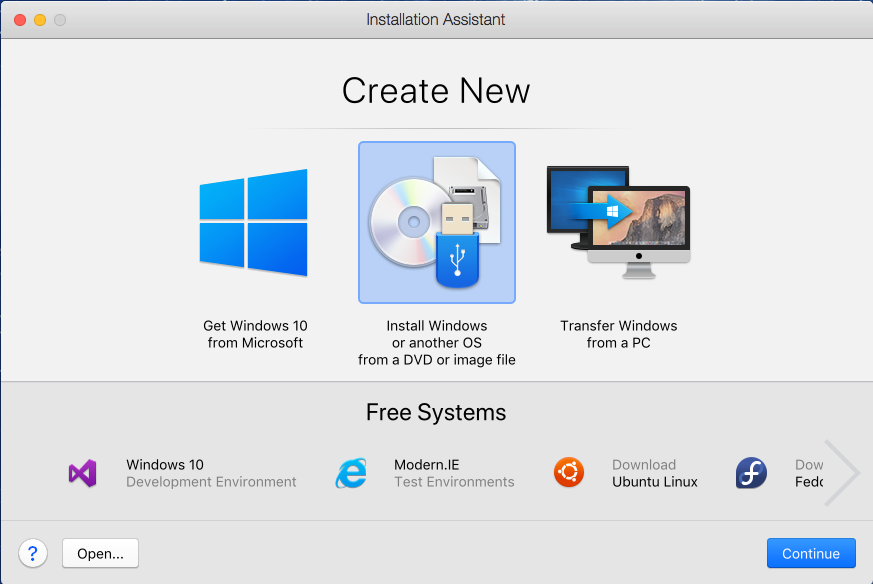 Installation Assistant
Create New
Get Windows 10
from Microsoft
Install Windows
or another OS
from a DVD or image file
Transfer Windows
from a PC
Free Systems
Windows 10
Development Environment
Modern.IE
Test Environments
Download
Ubuntu Linux
Dow
Fedo
?
Open...
Continue